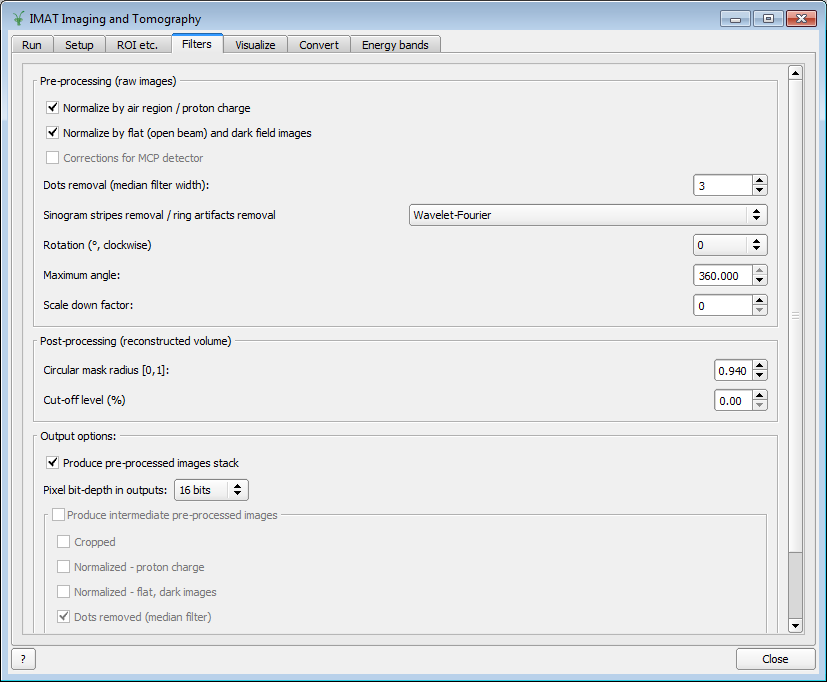 IMAT Imaging and Tomography
Run Setup ROI etc. Filters Visualize Convert Energy bands
Pre-processing (raw images)
Normalize by air region / proton charge
Normalize by flat (open beam) and dark field images
Corrections for MCP detector
Dots removal (median filter width): 3
Sinogram stripes removal / ring artifacts removal Wavelet-Fourier
Rotation (°, clockwise) 0
Maximum angle: 360.000
Scale down factor: 0
Post-processing (reconstructed volume)
Circular mask radius [0,1]: 0.940
Cut-off level (%) 0.00
Output options:
Produce pre-processed images stack
Pixel bit-depth in outputs: 16 bits
Produce intermediate pre-processed images
Cropped
Normalized - proton charge
Normalized - flat, dark images
Dots removed (median filter)
? Close